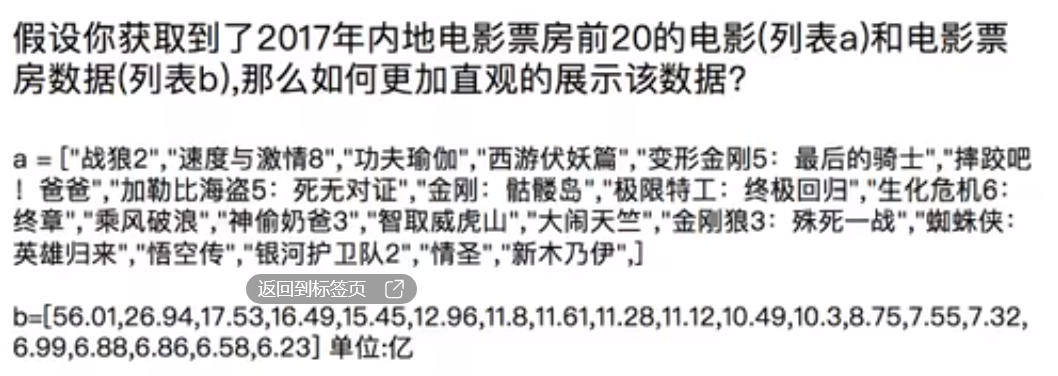 假设你获取到了2017年内地电影票房前20的电影(列表a)和电影票
房数据(列表b),那么如何更加直观的展示该数据?
a = ["战狼2","速度与激情8","功夫瑜伽","西游伏妖篇","变形金刚5：最后的骑士","摔跤吧
！爸爸","加勒比海盗5：死无对证","金刚：骷髅岛","极限特工：终极回归","生化危机6：
终章","乘风破浪","神偷奶爸3","智取威虎山","大闹天竺","金刚狼3：殊死一战","蜘蛛侠：
英雄归来","悟空传","银河护卫队2","情圣","新木乃伊",]
返回到标签页
b=[56.01,26.94,17.53,16.49,15.45,12.96,11.8,11.61,11.28,11.12,10.49,10.3,8.75,7.55,7.32,
6.99,6.88,6.86,6.58,6.23] 单位:亿